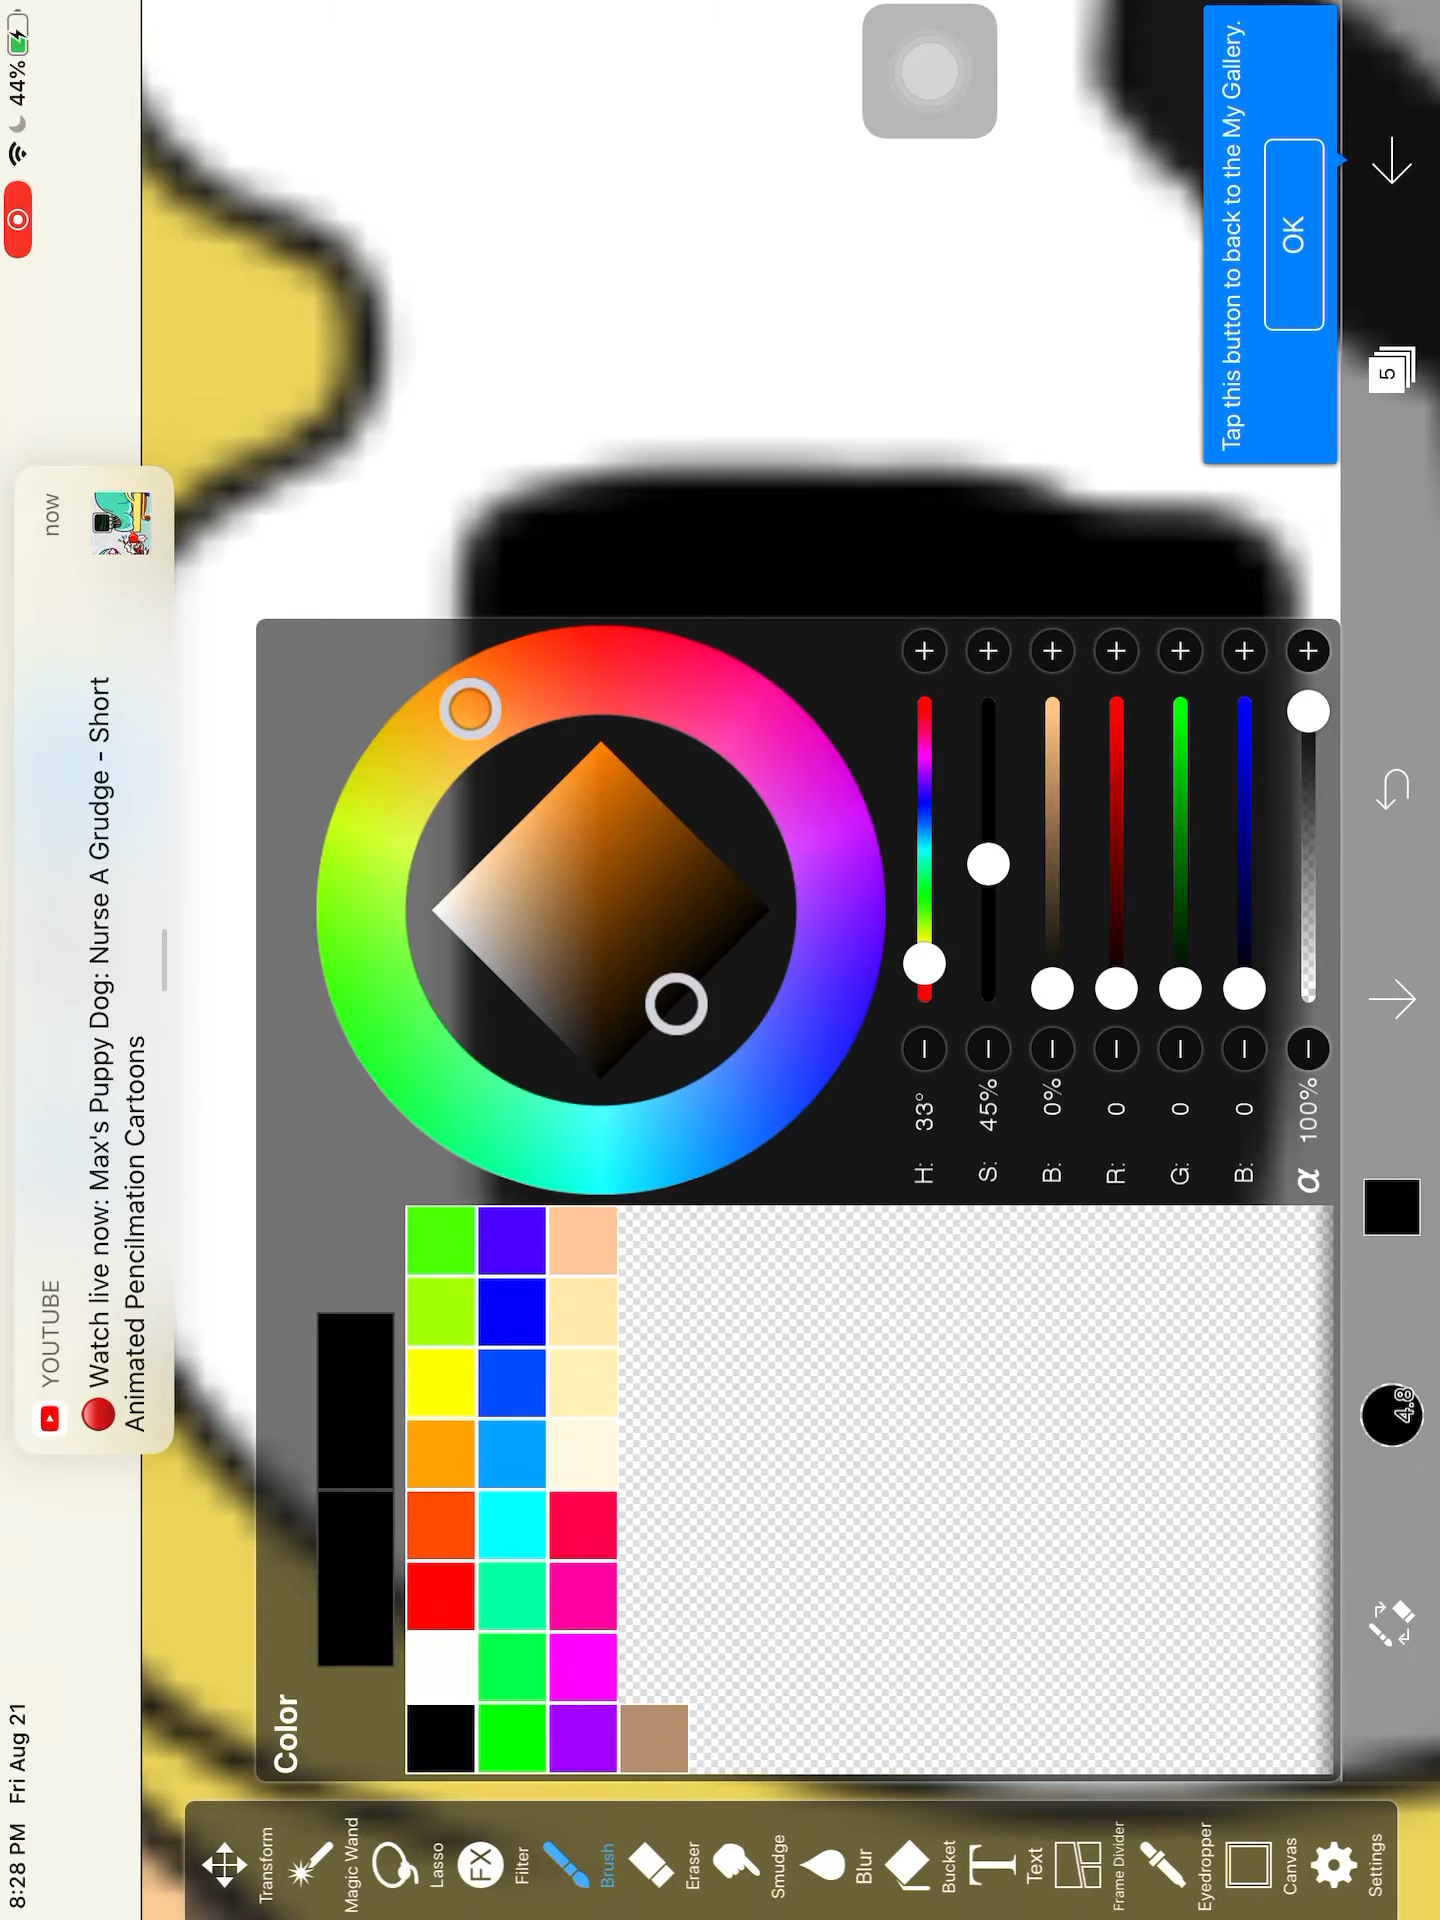 8:28 PM Fri Aug 21
44%
YOUTUBE
now
🔴 Watch live now: Max's Puppy Dog: Nurse A Grudge - Short
Animated Pencilmation Cartoons
Transform
Magic Wand
Lasso
FX
Filter
Brush
Eraser
Smudge
Blur
Bucket
T
Text
Frame Divider
Eyedropper
Canvas
Settings
Color
H: 33°
S: 45%
B: 0%
R: 0
G: 0
B: 0
α 100%
Tap this button to back to the My Gallery.
OK
4.8
5